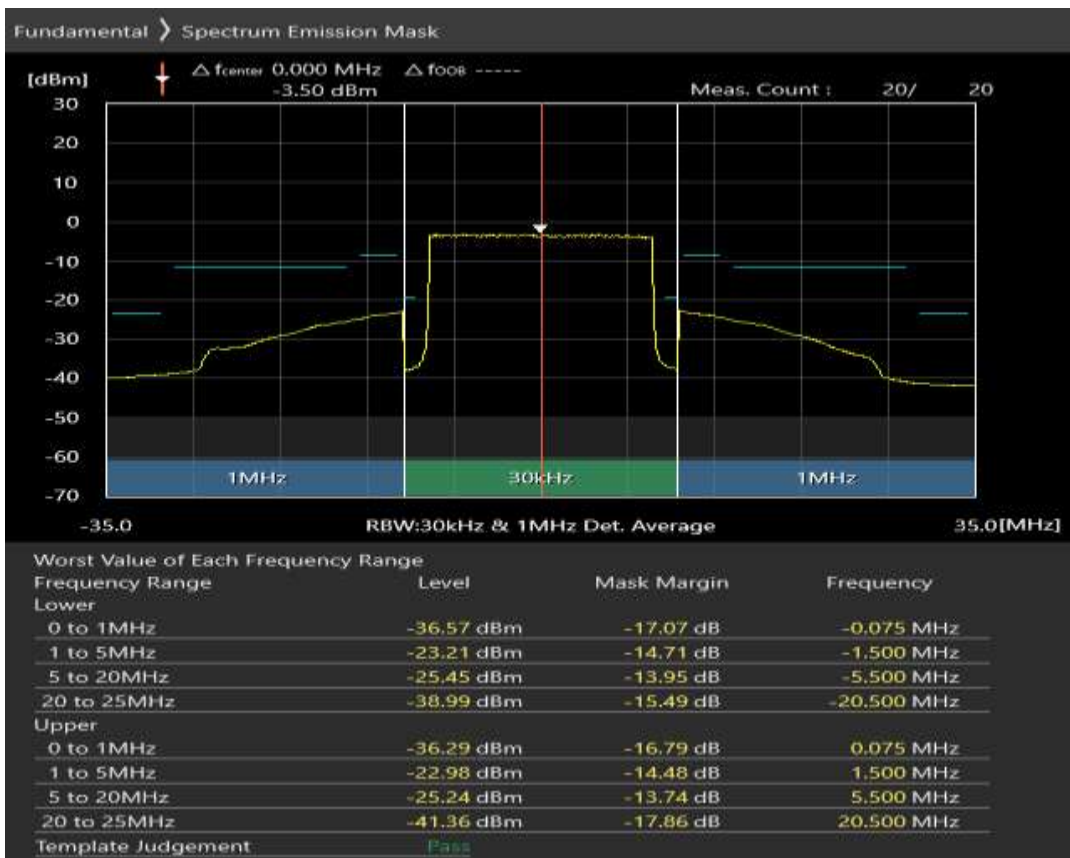 Fundamental ❯ Spectrum Emission Mask
[dBm] △ fcenter 0.000 MHz △ fOOB -----
-3.50 dBm Meas. Count : 20/ 20
30
20
10
0
-10
-20
-30
-40
-50
-60
1MHz 30kHz 1MHz
-70
-35.0 RBW:30kHz & 1MHz Det. Average 35.0[MHz]
Worst Value of Each Frequency Range
Frequency Range Level Mask Margin Frequency
Lower
0 to 1MHz -36.57 dBm -17.07 dB -0.075 MHz
1 to 5MHz -23.21 dBm -14.71 dB -1.500 MHz
5 to 20MHz -25.45 dBm -13.95 dB -5.500 MHz
20 to 25MHz -38.99 dBm -15.49 dB -20.500 MHz
Upper
0 to 1MHz -36.29 dBm -16.79 dB 0.075 MHz
1 to 5MHz -22.98 dBm -14.48 dB 1.500 MHz
5 to 20MHz -25.24 dBm -13.74 dB 5.500 MHz
20 to 25MHz -41.36 dBm -17.86 dB 20.500 MHz
Template Judgement Pass